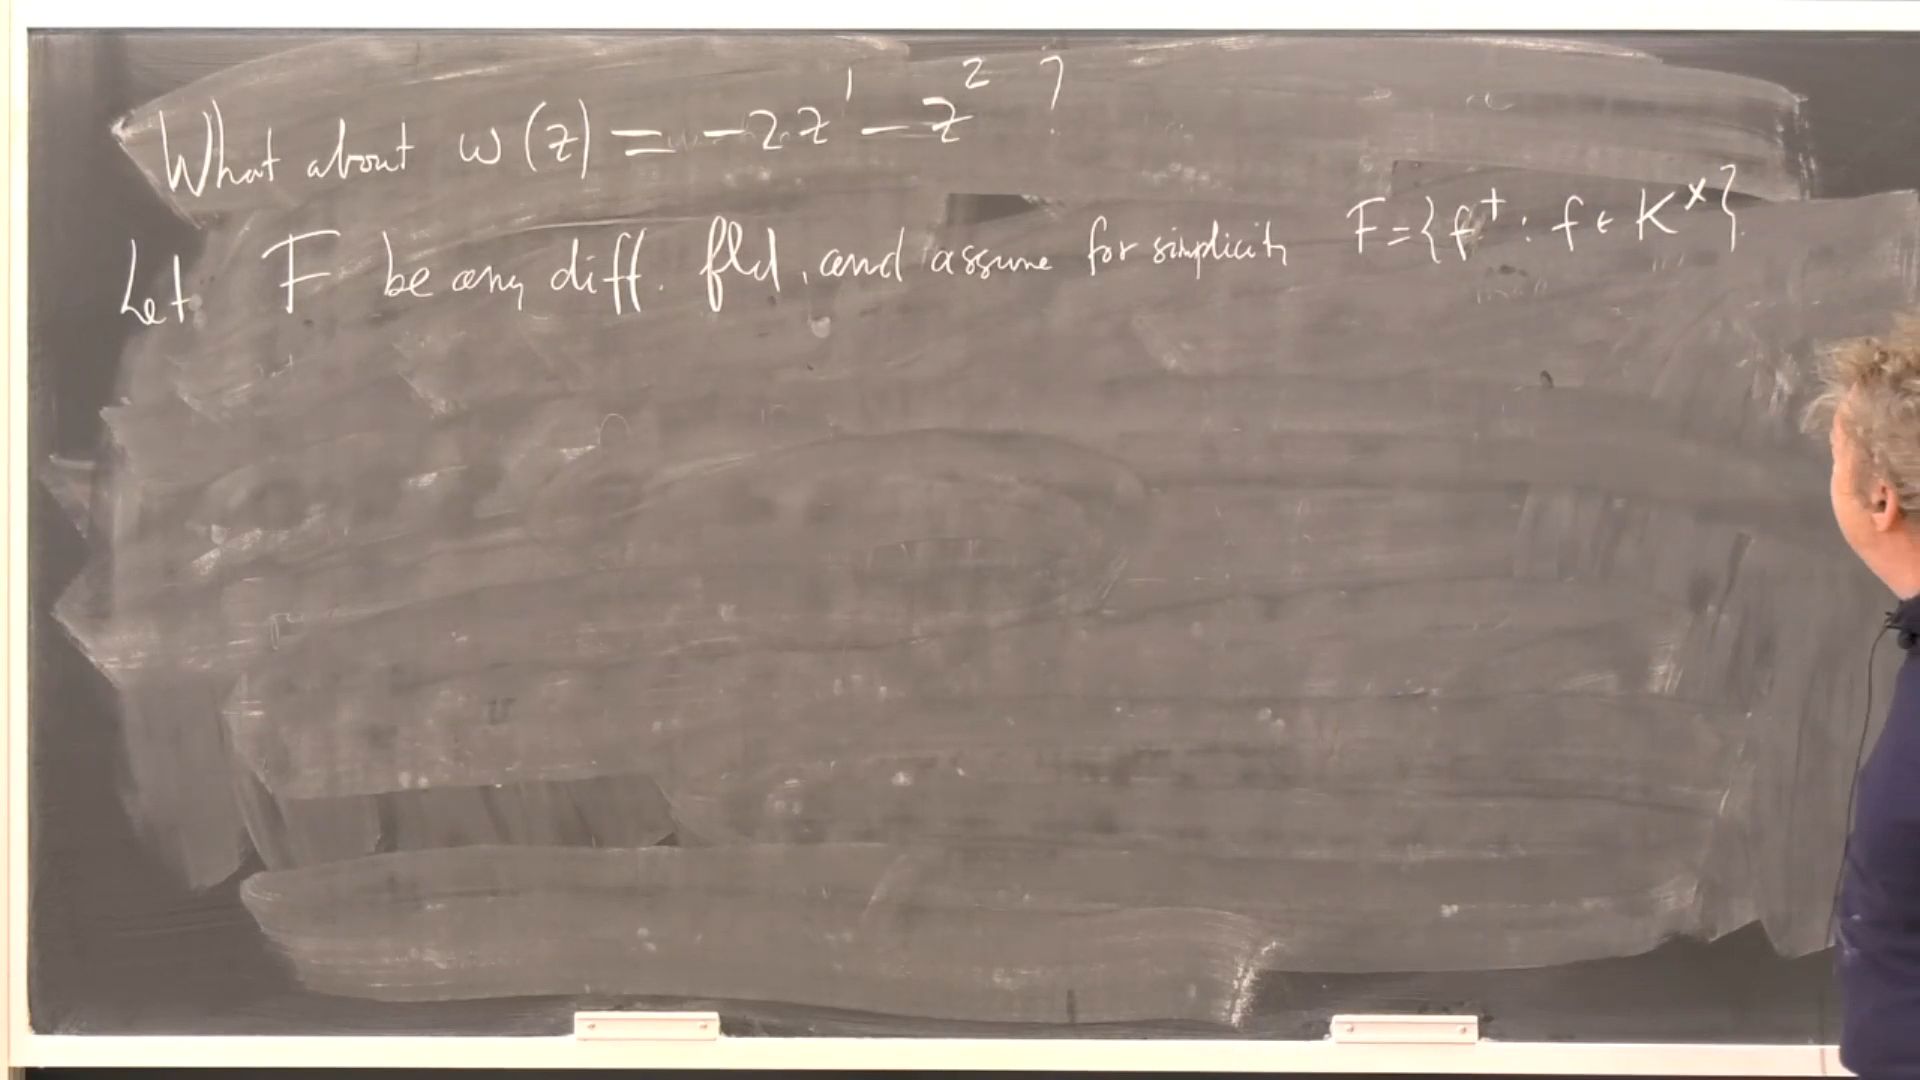 What about ω(z) = -2z' - z² ?
Let F be any diff. fld, and assume for simplicity F = {f† : f ∈ K^×}.